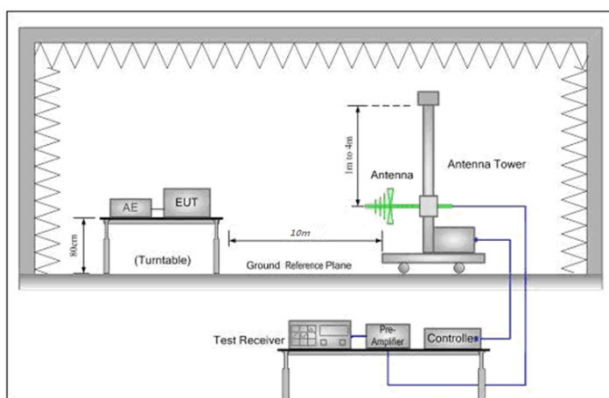 1m to 4m
Antenna
Antenna Tower
AE
EUT
10m
80cm
(Turntable)
Ground Reference Plane
Test Receiver
Pre-
Amplifier
Controller